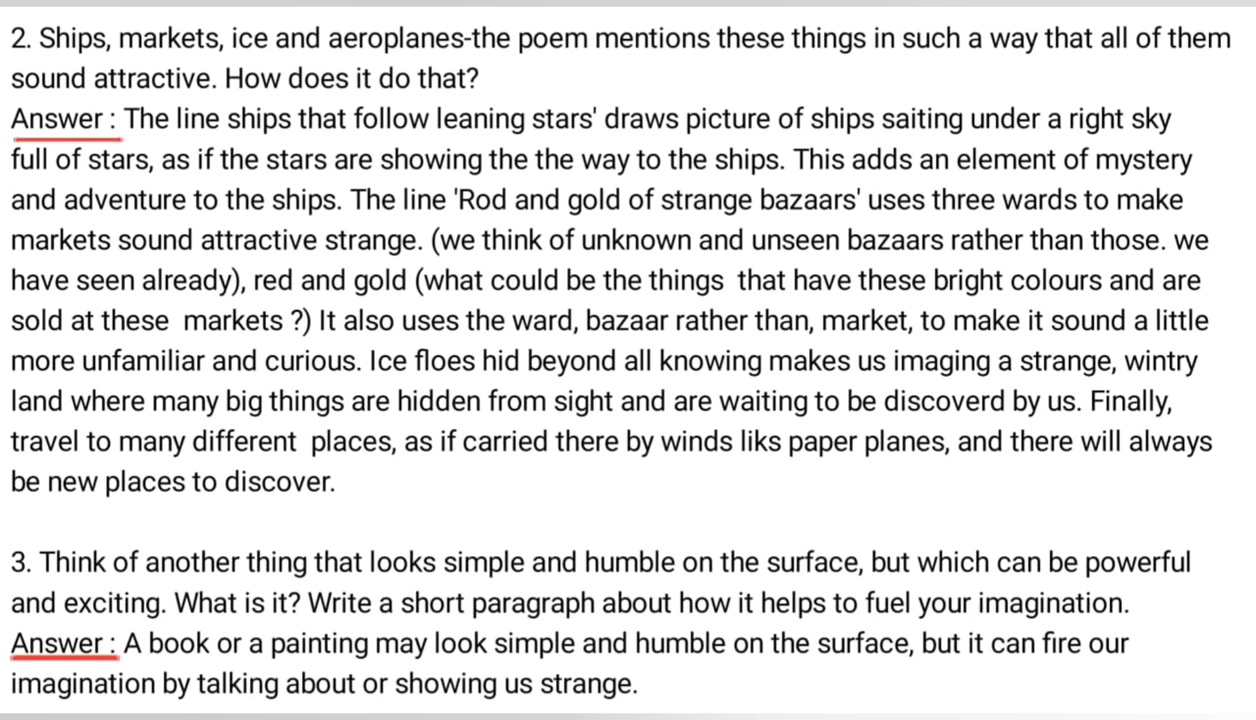 2. Ships, markets, ice and aeroplanes-the poem mentions these things in such a way that all of them
sound attractive. How does it do that?
Answer : The line ships that follow leaning stars' draws picture of ships saiting under a right sky
full of stars, as if the stars are showing the the way to the ships. This adds an element of mystery
and adventure to the ships. The line 'Rod and gold of strange bazaars' uses three wards to make
markets sound attractive strange. (we think of unknown and unseen bazaars rather than those. we
have seen already), red and gold (what could be the things that have these bright colours and are
sold at these markets ?) It also uses the ward, bazaar rather than, market, to make it sound a little
more unfamiliar and curious. Ice floes hid beyond all knowing makes us imaging a strange, wintry
land where many big things are hidden from sight and are waiting to be discoverd by us. Finally,
travel to many different places, as if carried there by winds liks paper planes, and there will always
be new places to discover.
3. Think of another thing that looks simple and humble on the surface, but which can be powerful
and exciting. What is it? Write a short paragraph about how it helps to fuel your imagination.
Answer : A book or a painting may look simple and humble on the surface, but it can fire our
imagination by talking about or showing us strange.